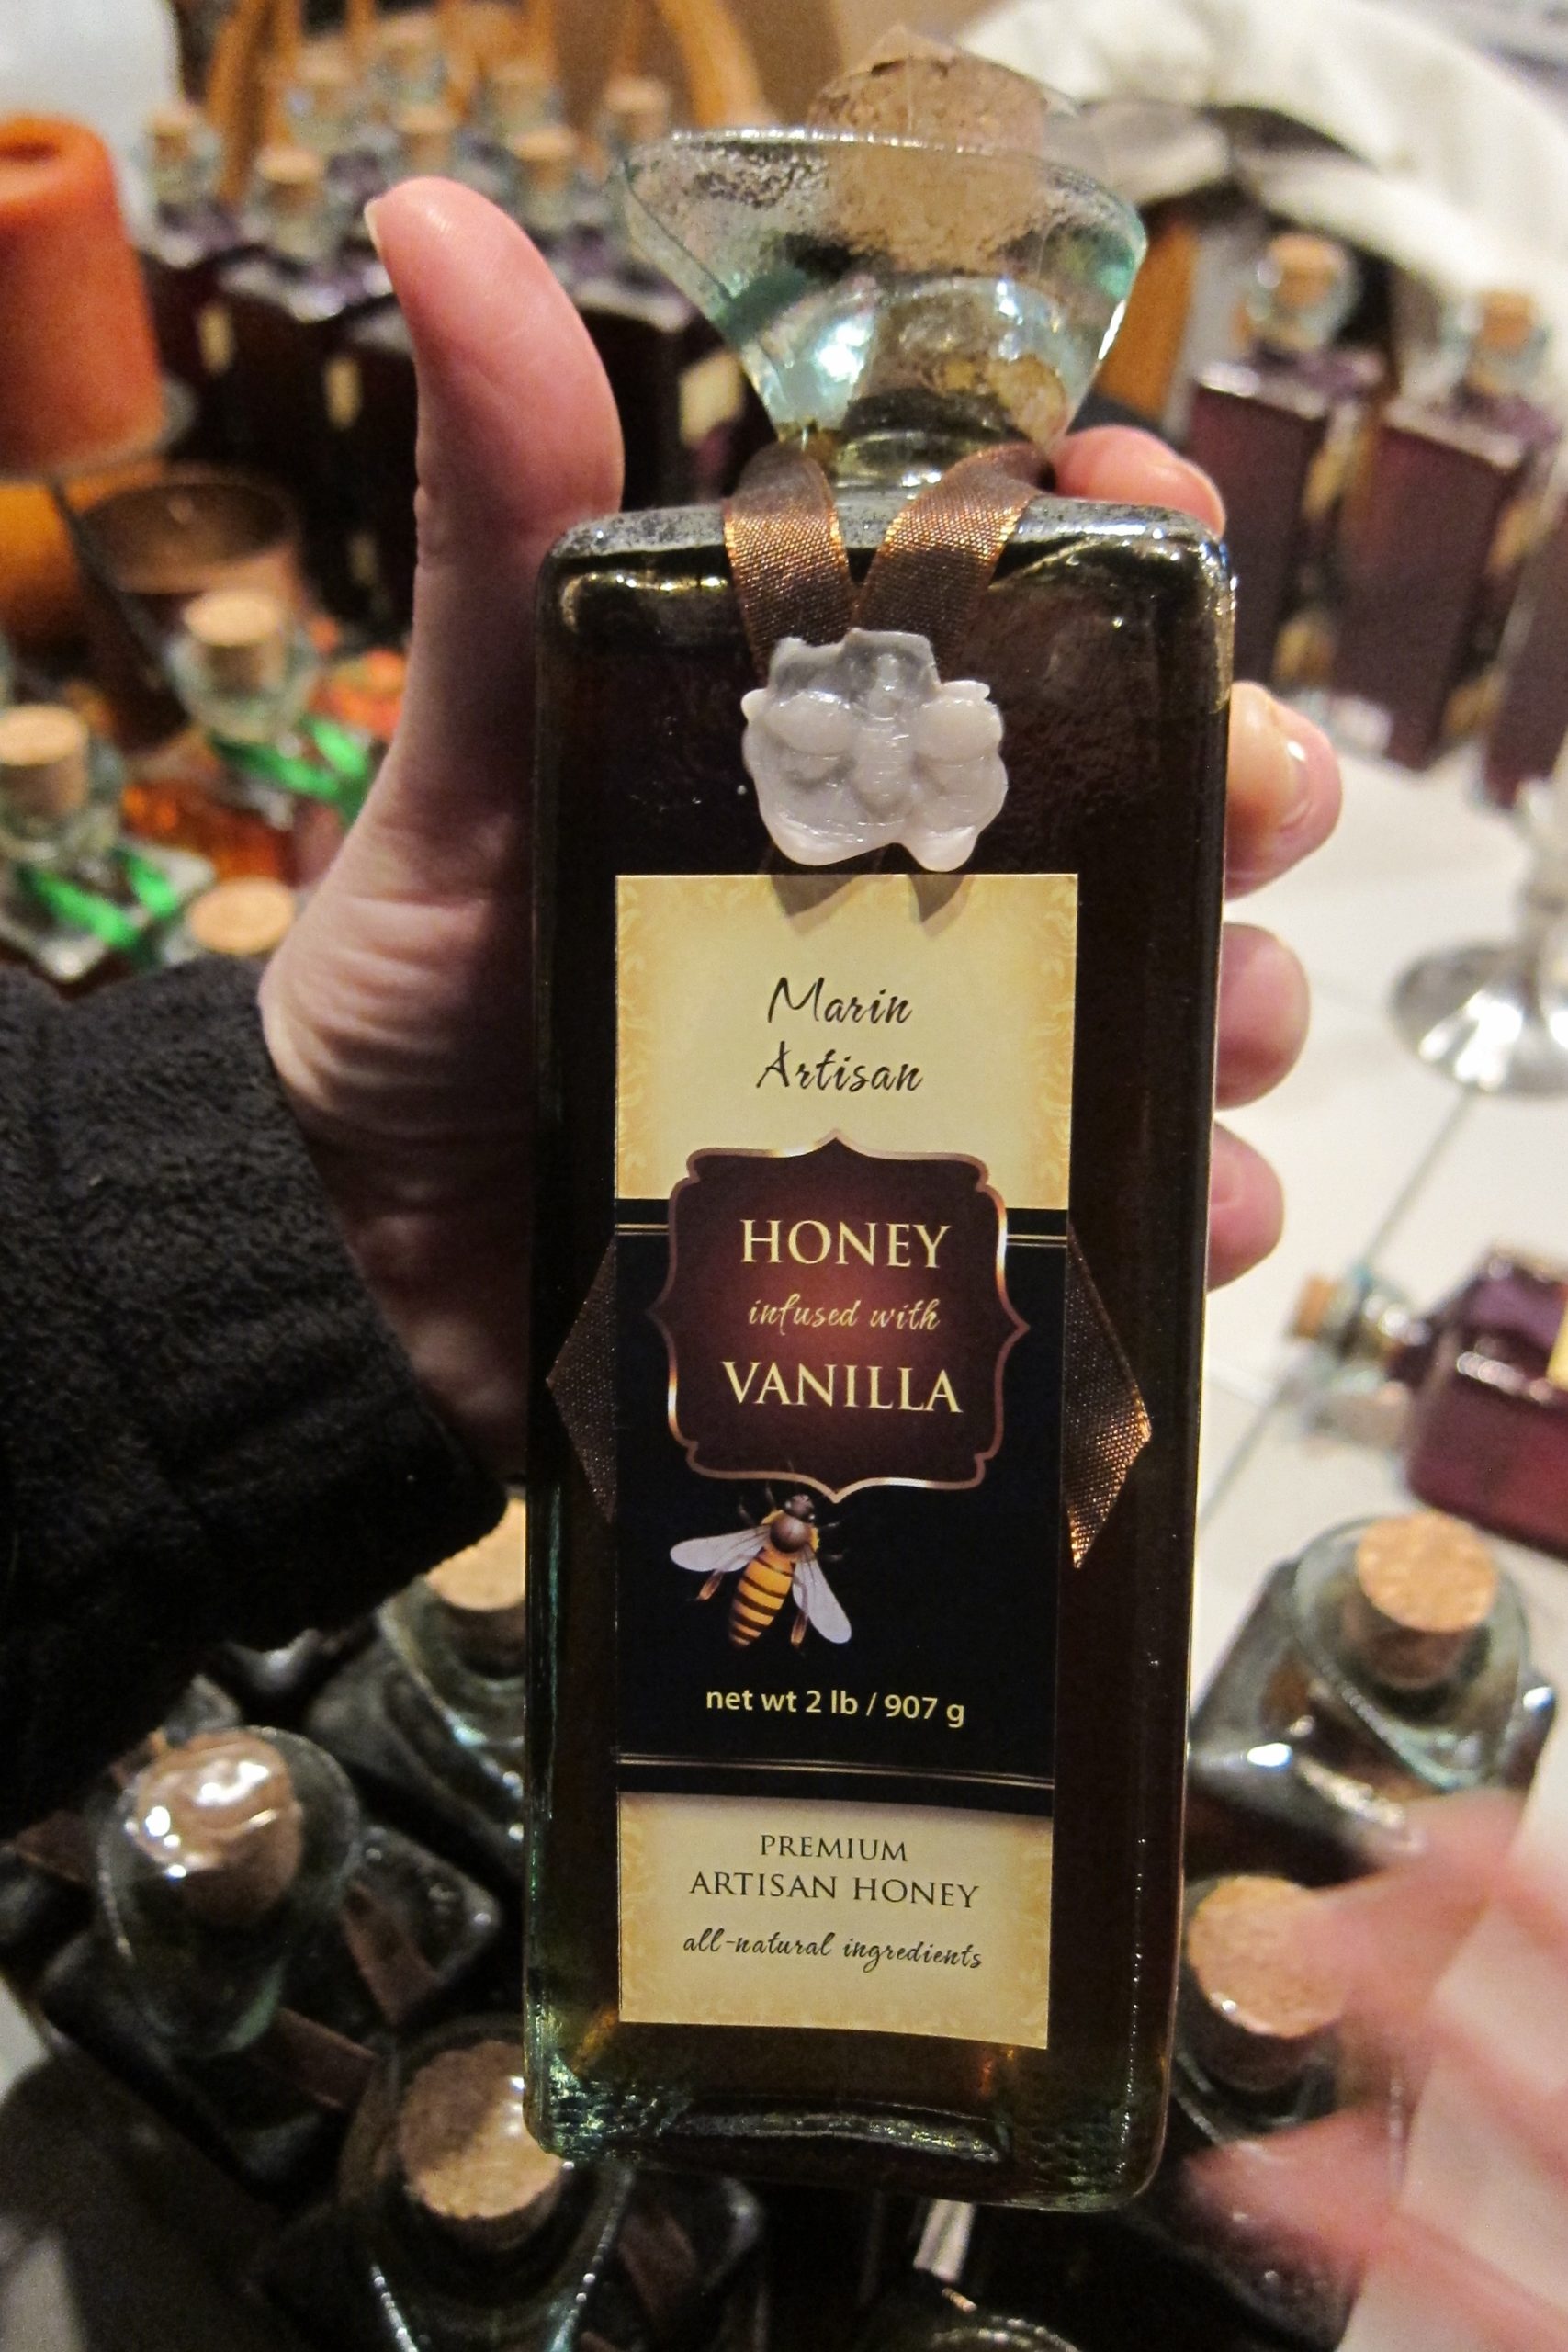 Marin
Artisan
HONEY
infused with
VANILLA
net wt 2 lb / 907 g
PREMIUM
ARTISAN HONEY
all-natural ingredients